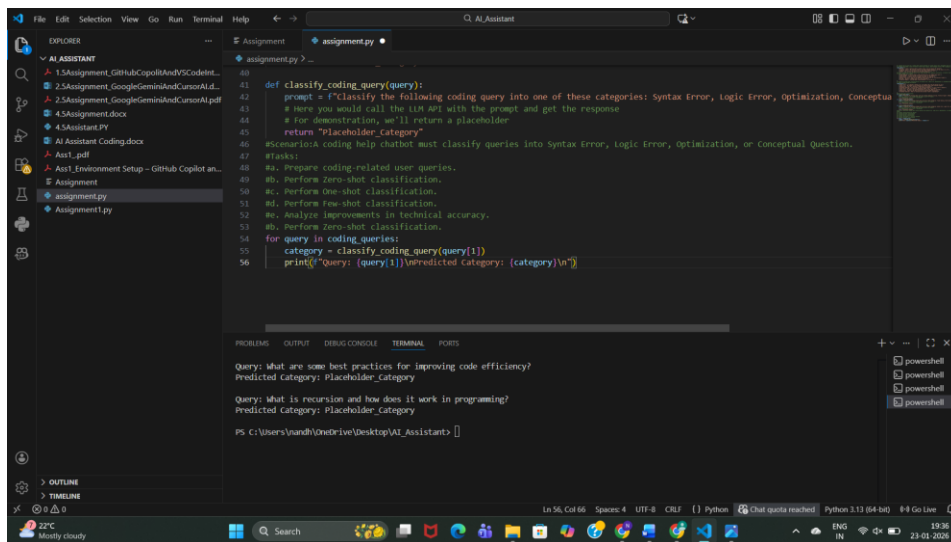 File Edit Selection View Go Run Terminal Help
AI_Assistant
EXPLORER
AI_ASSISTANT
1.5Assignment_GitHubCopolitAndVSCodeInt...
2.5Assignment_GoogleGeminiAndCursorAI.d...
2.5Assignment_GoogleGeminiAndCursorAI.pdf
4.5Assignment.docx
4.5Assistant.PY
AI Assistant Coding.docx
Ass1_.pdf
Ass1_Environment Setup – GitHub Copilot an...
Assignment
assignment.py
Assignment1.py
OUTLINE
TIMELINE
Assignment
assignment.py
assignment.py > ...
40
41 def classify_coding_query(query):
42 prompt = f"Classify the following coding query into one of these categories: Syntax Error, Logic Error, Optimization, Conceptua
43 # Here you would call the LLM API with the prompt and get the response
44 # For demonstration, we'll return a placeholder
45 return "Placeholder_Category"
46 #Scenario:A coding help chatbot must classify queries into Syntax Error, Logic Error, Optimization, or Conceptual Question.
47 #Tasks:
48 #a. Prepare coding-related user queries.
49 #b. Perform Zero-shot classification.
50 #c. Perform One-shot classification.
51 #d. Perform Few-shot classification.
52 #e. Analyze improvements in technical accuracy.
53 #b. Perform Zero-shot classification.
54 for query in coding_queries:
55 category = classify_coding_query(query[1])
56 print(f"Query: {query[1]}\nPredicted Category: {category}\n")
PROBLEMS OUTPUT DEBUG CONSOLE TERMINAL PORTS
Query: What are some best practices for improving code efficiency?
Predicted Category: Placeholder_Category
Query: What is recursion and how does it work in programming?
Predicted Category: Placeholder_Category
PS C:\Users\nandh\OneDrive\Desktop\AI_Assistant>
powershell
powershell
powershell
powershell
0 0 Ln 56, Col 66 Spaces: 4 UTF-8 CRLF {} Python Chat quota reached Python 3.13 (64-bit) Go Live
22°C
Mostly cloudy
Search
ENG
IN
19:36
23-01-2026